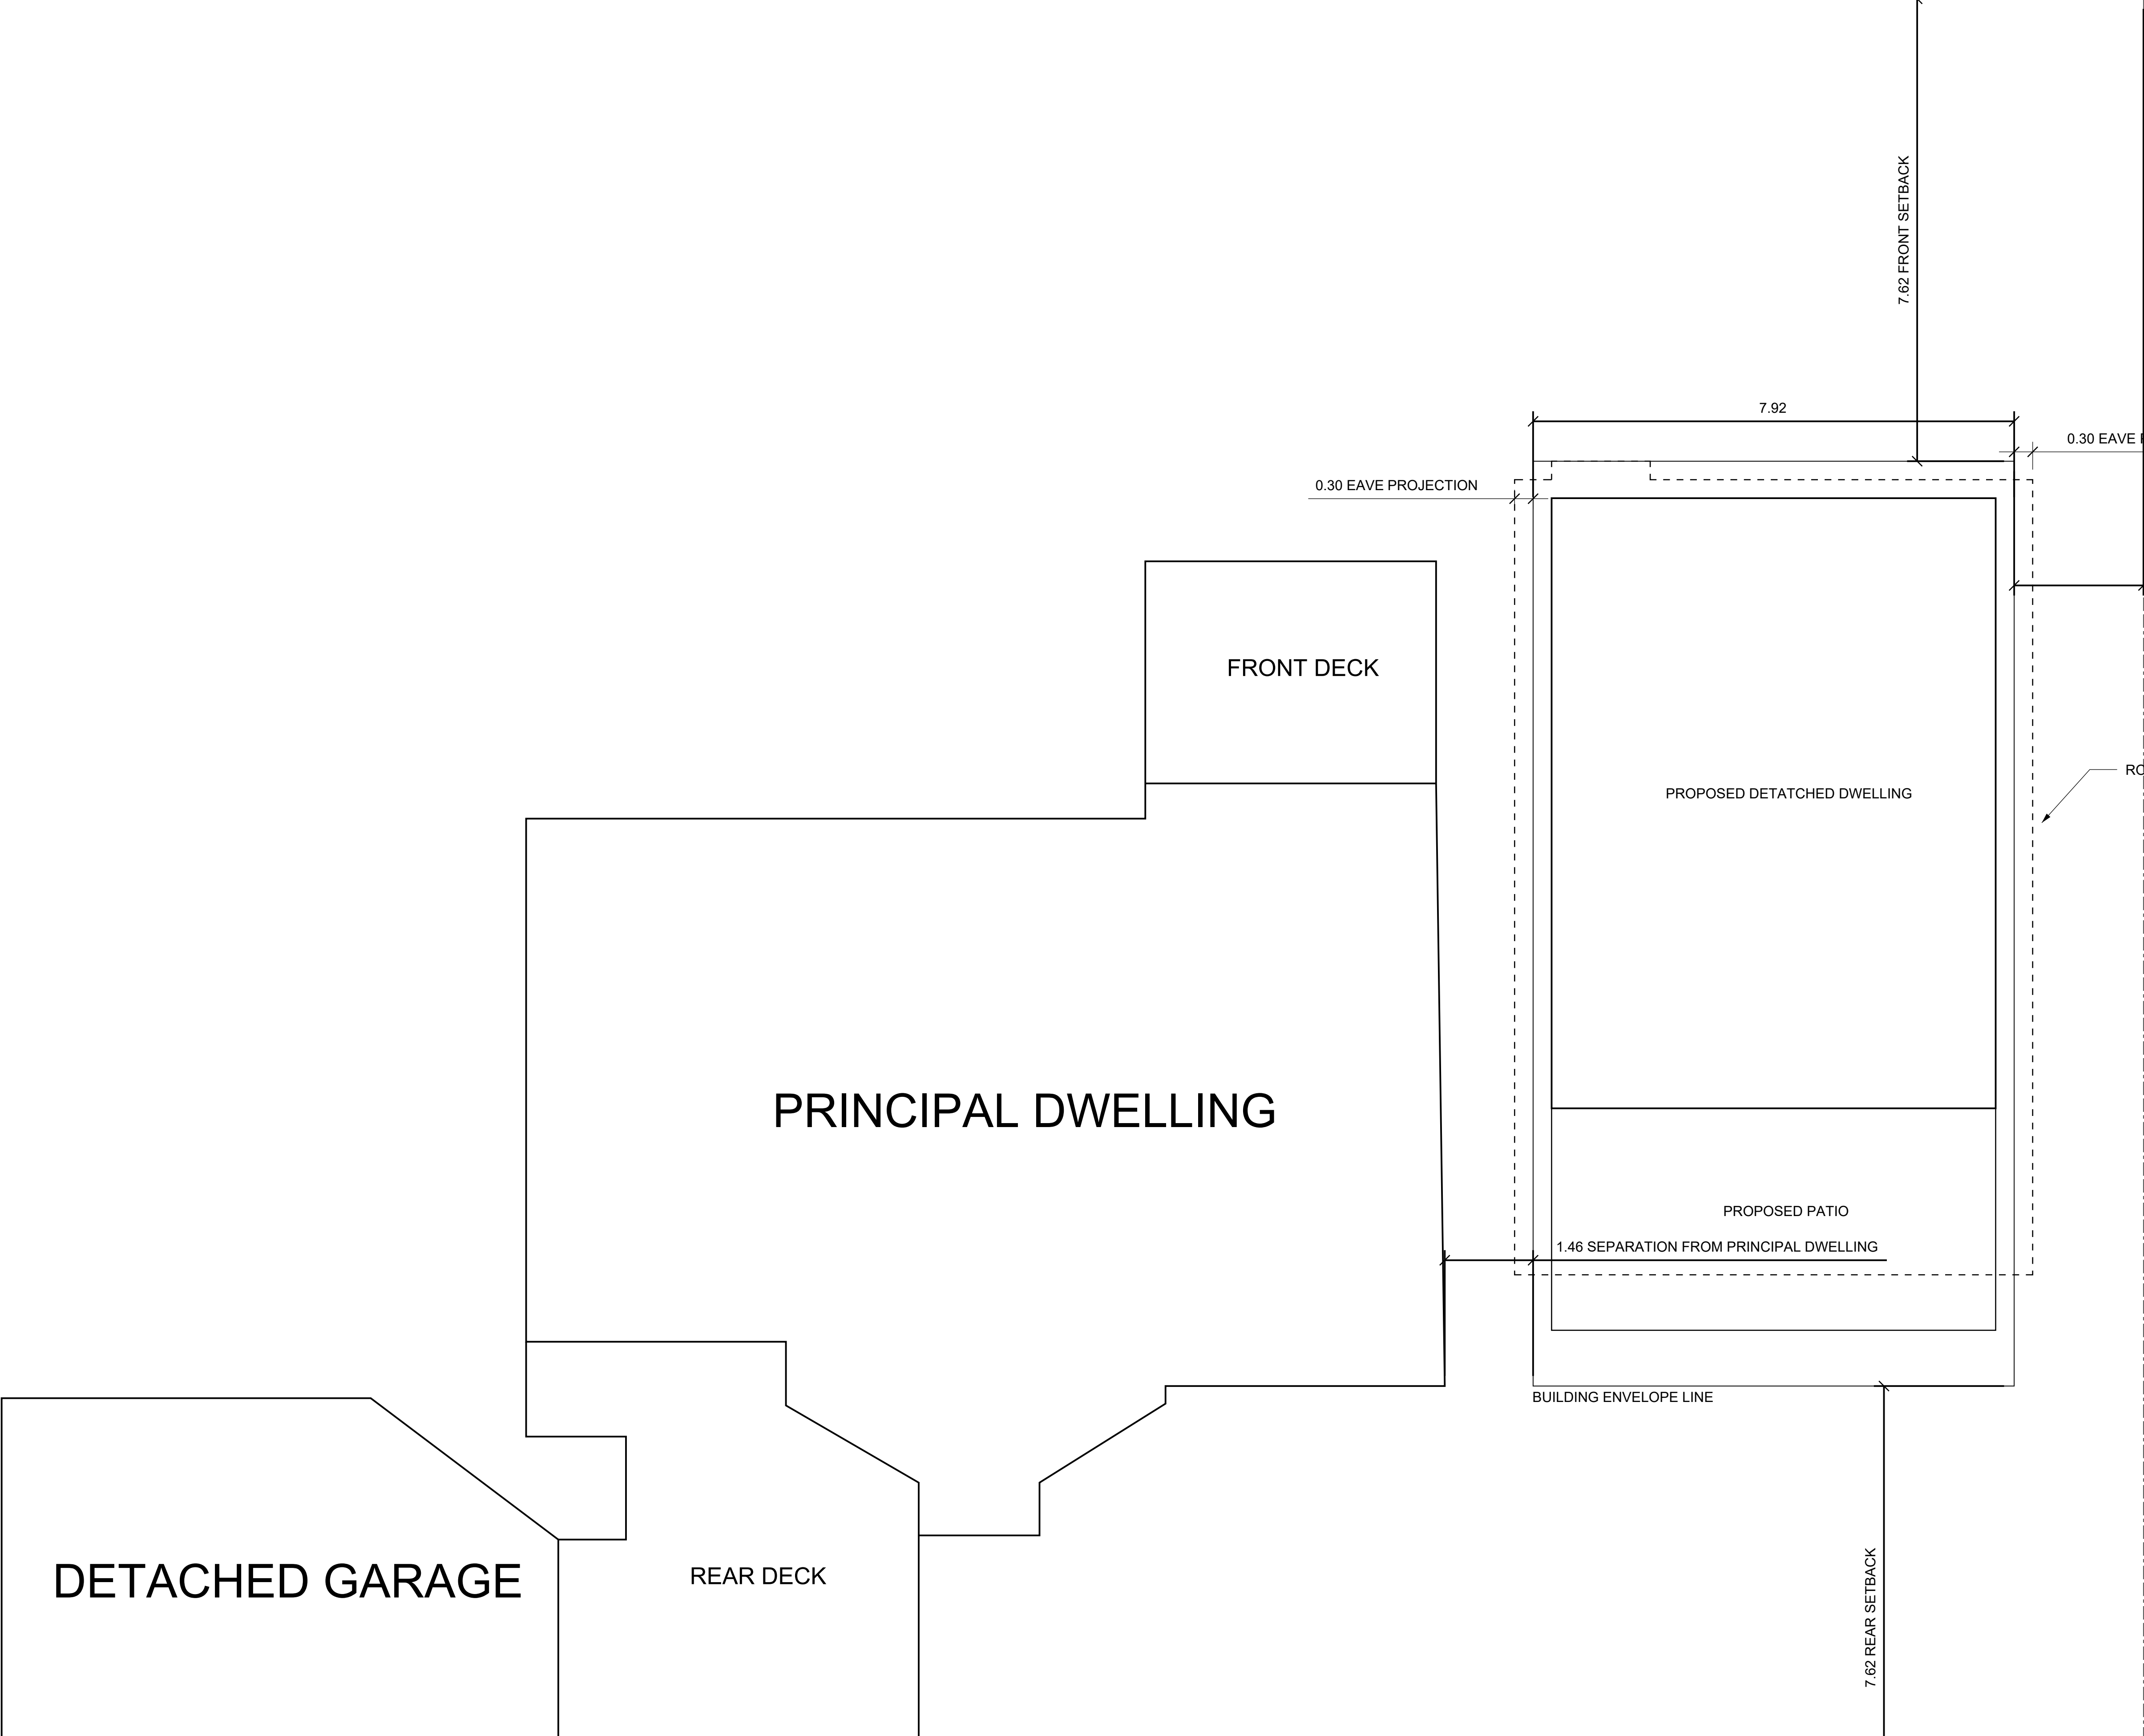 7.62 FRONT SETBACK
7.92
0.30 EAVE
0.30 EAVE PROJECTION
FRONT DECK
PROPOSED DETATCHED DWELLING
PRINCIPAL DWELLING
PROPOSED PATIO
1.46 SEPARATION FROM PRINCIPAL DWELLING
BUILDING ENVELOPE LINE
DETACHED GARAGE
REAR DECK
7.62 REAR SETBACK